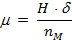 μ = H · δ / n_M